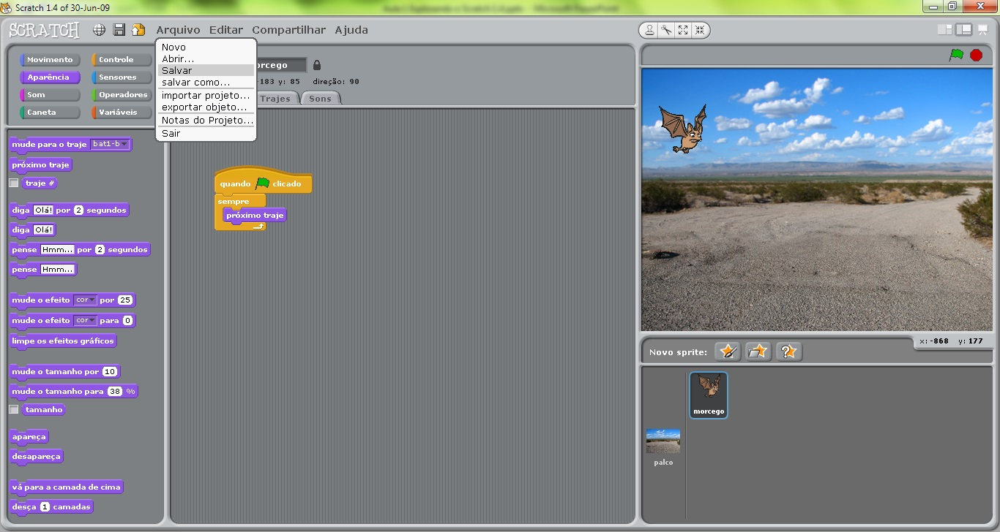 Scratch 1.4 of 30-Jun-09
SCRATCH
Arquivo Editar Compartilhar Ajuda
Novo
Abrir...
Salvar
salvar como...
importar projeto...
exportar objeto...
Notas do Projeto...
Sair
Movimento Controle
Aparência Sensores
Som Operadores
Caneta Variáveis
orcego
-183 y: 85 direção: 90
Trajes Sons
mude para o traje bat1-b
próximo traje
traje #
diga Olá! por 2 segundos
diga Olá!
pense Hmm... por 2 segundos
pense Hmm...
mude o efeito cor por 25
mude o efeito cor para 0
limpe os efeitos gráficos
mude o tamanho por 10
mude o tamanho para 38 %
tamanho
apareça
desapareça
vá para a camada de cima
desça 1 camadas
quando clicado
sempre
próximo traje
x: -868 y: 177
Novo sprite:
morcego
palco